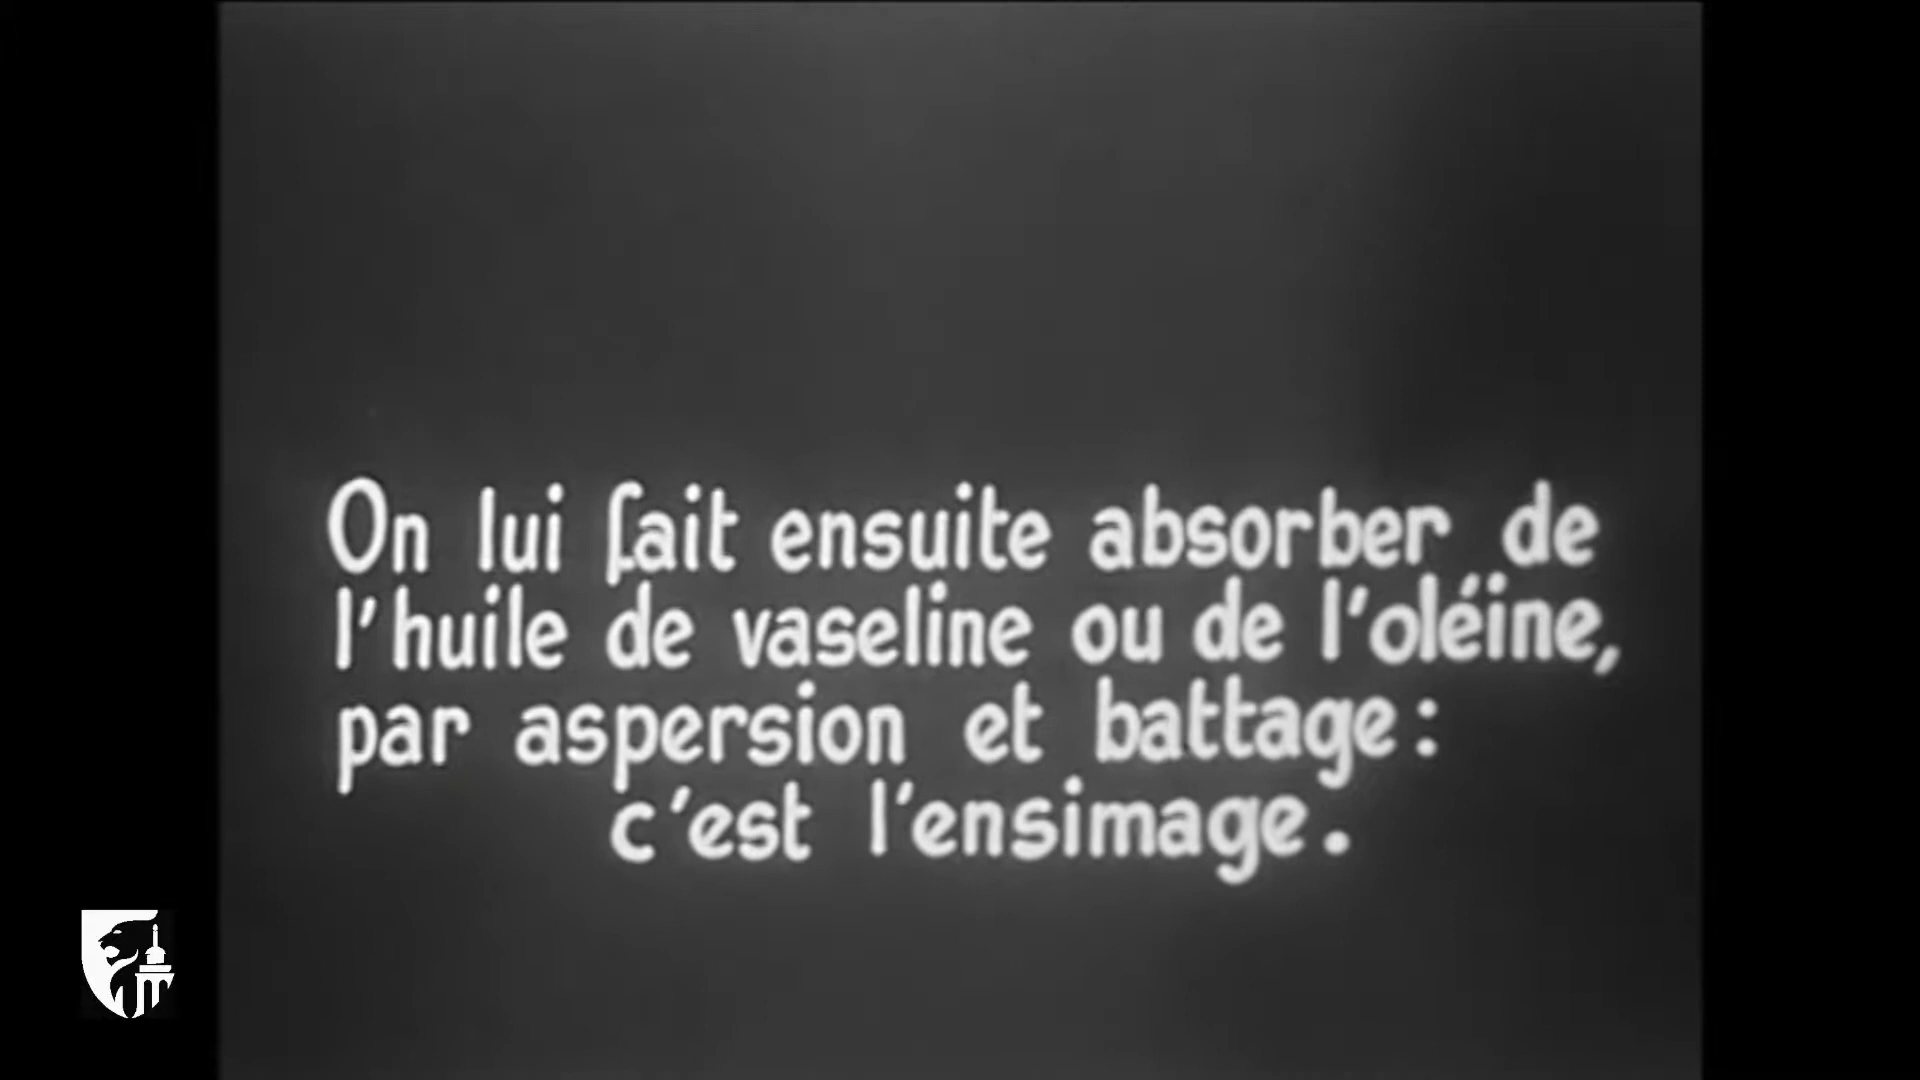 On lui fait ensuite absorber de
l'huile de vaseline ou de l'oléine,
par aspersion et battage :
c'est l'ensimage.